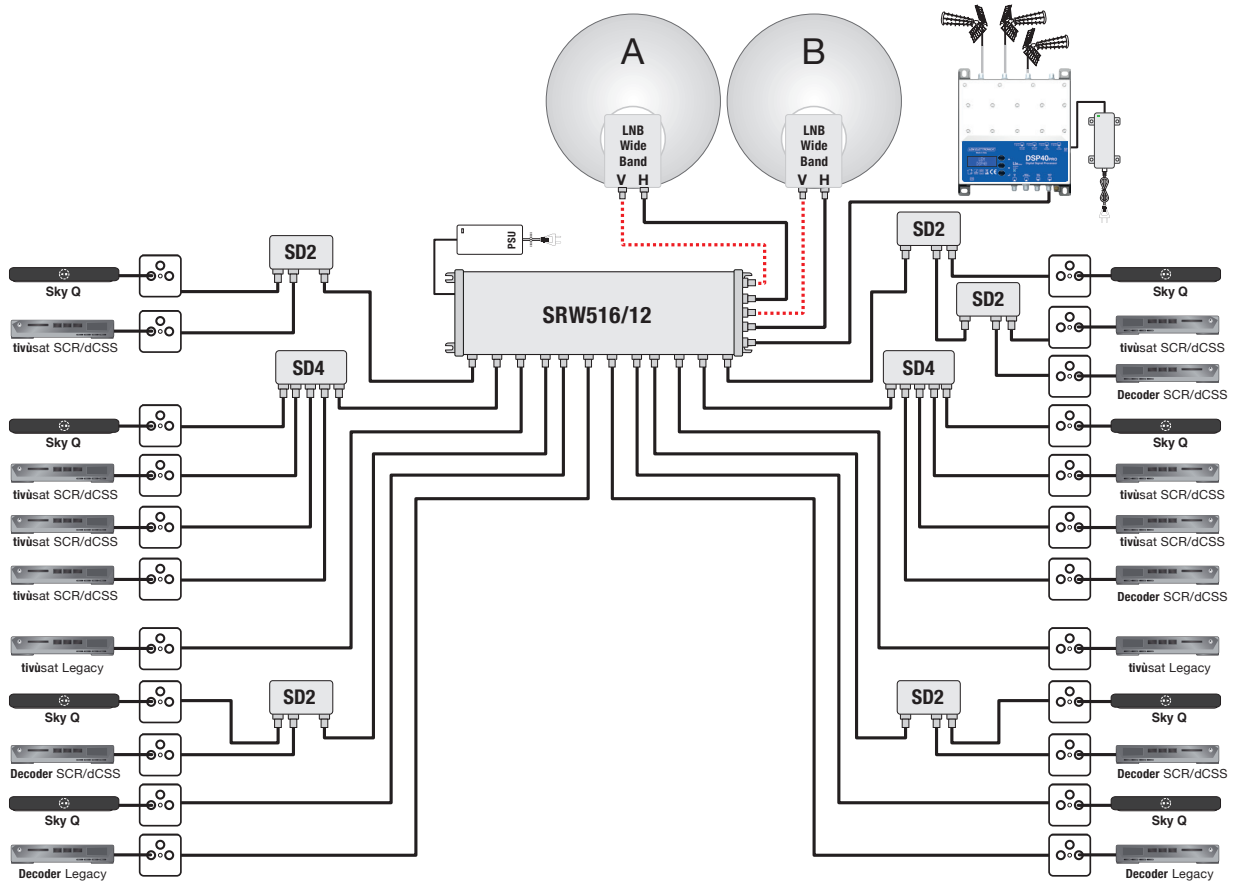 A
B
LNB
Wide
Band
V H
LNB
Wide
Band
V H
DSP40PRO
Digital Signal Processor
PSU
SRW516/12
SD2
Sky Q
tivùsat SCR/dCSS
SD4
Sky Q
tivùsat SCR/dCSS
tivùsat SCR/dCSS
tivùsat SCR/dCSS
tivùsat Legacy
SD2
Sky Q
Decoder SCR/dCSS
Sky Q
Decoder Legacy
SD2
Sky Q
SD2
tivùsat SCR/dCSS
Decoder SCR/dCSS
SD4
Sky Q
tivùsat SCR/dCSS
tivùsat SCR/dCSS
Decoder SCR/dCSS
tivùsat Legacy
SD2
Sky Q
Decoder SCR/dCSS
Sky Q
Decoder Legacy